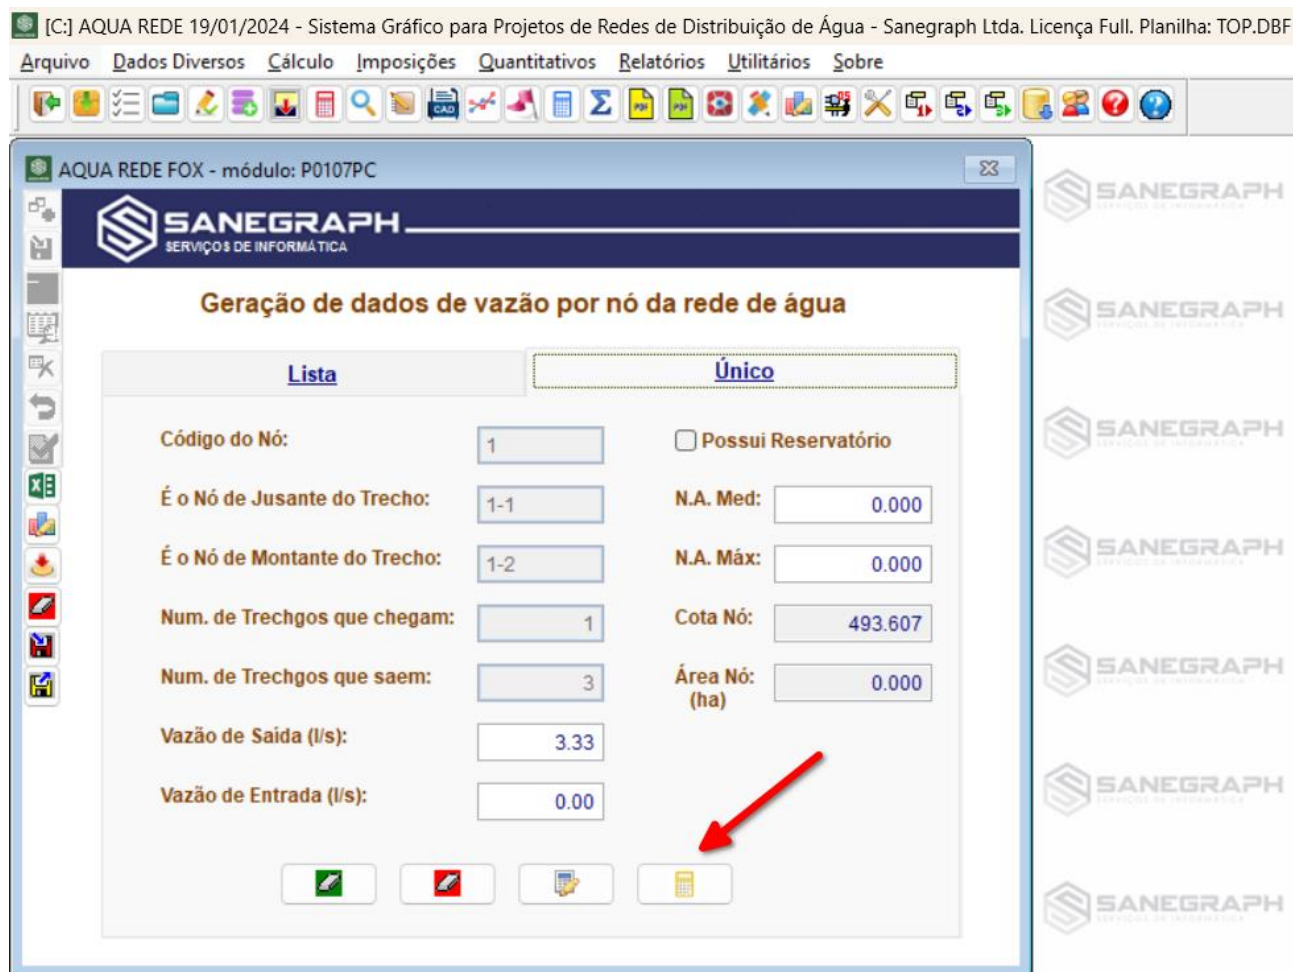 [C:] AQUA REDE 19/01/2024 - Sistema Gráfico para Projetos de Redes de Distribuição de Água - Sanegraph Ltda. Licença Full. Planilha: TOP.DBF
Arquivo Dados Diversos Cálculo Imposições Quantitativos Relatórios Utilitários Sobre
CAD PDF PDF
AQUA REDE FOX - módulo: P0107PC
SANEGRAPH
SERVIÇOS DE INFORMÁTICA
Geração de dados de vazão por nó da rede de água
Lista Único
Código do Nó: 1 Possui Reservatório
É o Nó de Jusante do Trecho: 1-1 N.A. Med: 0.000
É o Nó de Montante do Trecho: 1-2 N.A. Máx: 0.000
Num. de Trechgos que chegam: 1 Cota Nó: 493.607
Num. de Trechgos que saem: 3 Área Nó: 0.000
(ha)
Vazão de Saída (l/s): 3.33
Vazão de Entrada (l/s): 0.00
SANEGRAPH
SANEGRAPH
SANEGRAPH
SANEGRAPH
SANEGRAPH
SANEGRAPH
SANEGRAPH